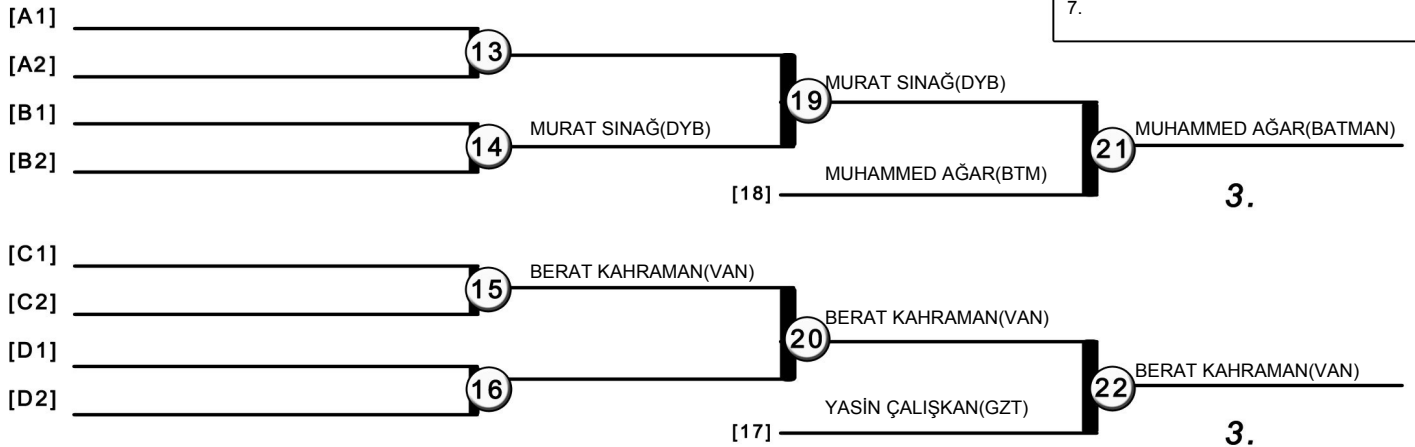 7.
[A1]
13
[A2]
MURAT SINAĞ(DYB)
19
[B1]
MURAT SINAĞ(DYB)
14
MUHAMMED AĞAR(BATMAN)
21
[B2]
MUHAMMED AĞAR(BTM)
[18]
3.
[C1]
BERAT KAHRAMAN(VAN)
15
[C2]
BERAT KAHRAMAN(VAN)
20
[D1]
16
BERAT KAHRAMAN(VAN)
22
[D2]
YASİN ÇALIŞKAN(GZT)
[17]
3.